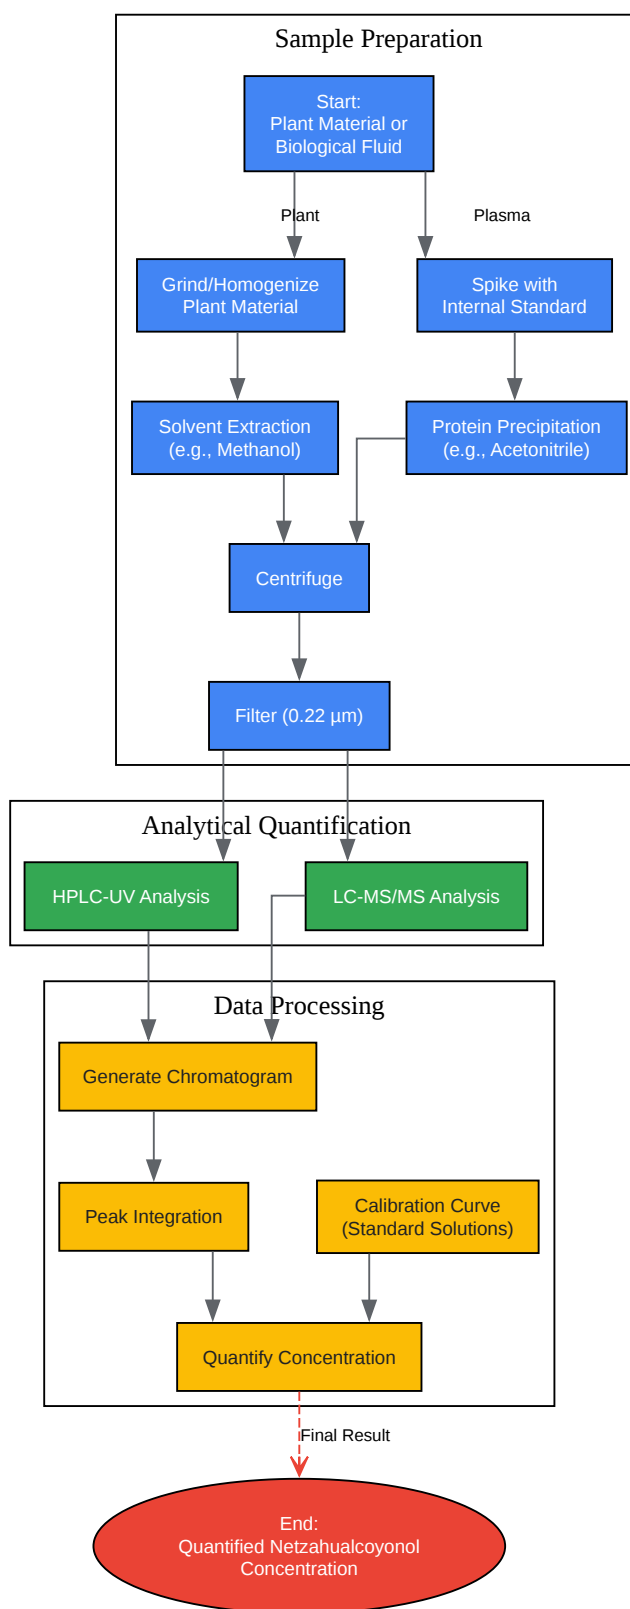 Sample Preparation
Start:
Plant Material or
Biological Fluid
Plant
Plasma
Grind/Homogenize
Plant Material
Spike with
Internal Standard
Solvent Extraction
(e.g., Methanol)
Protein Precipitation
(e.g., Acetonitrile)
Centrifuge
Filter (0.22 µm)
Analytical Quantification
HPLC-UV Analysis
LC-MS/MS Analysis
Data Processing
Generate Chromatogram
Peak Integration
Calibration Curve
(Standard Solutions)
Quantify Concentration
Final Result
End:
Quantified Netzahualcoyonol
Concentration